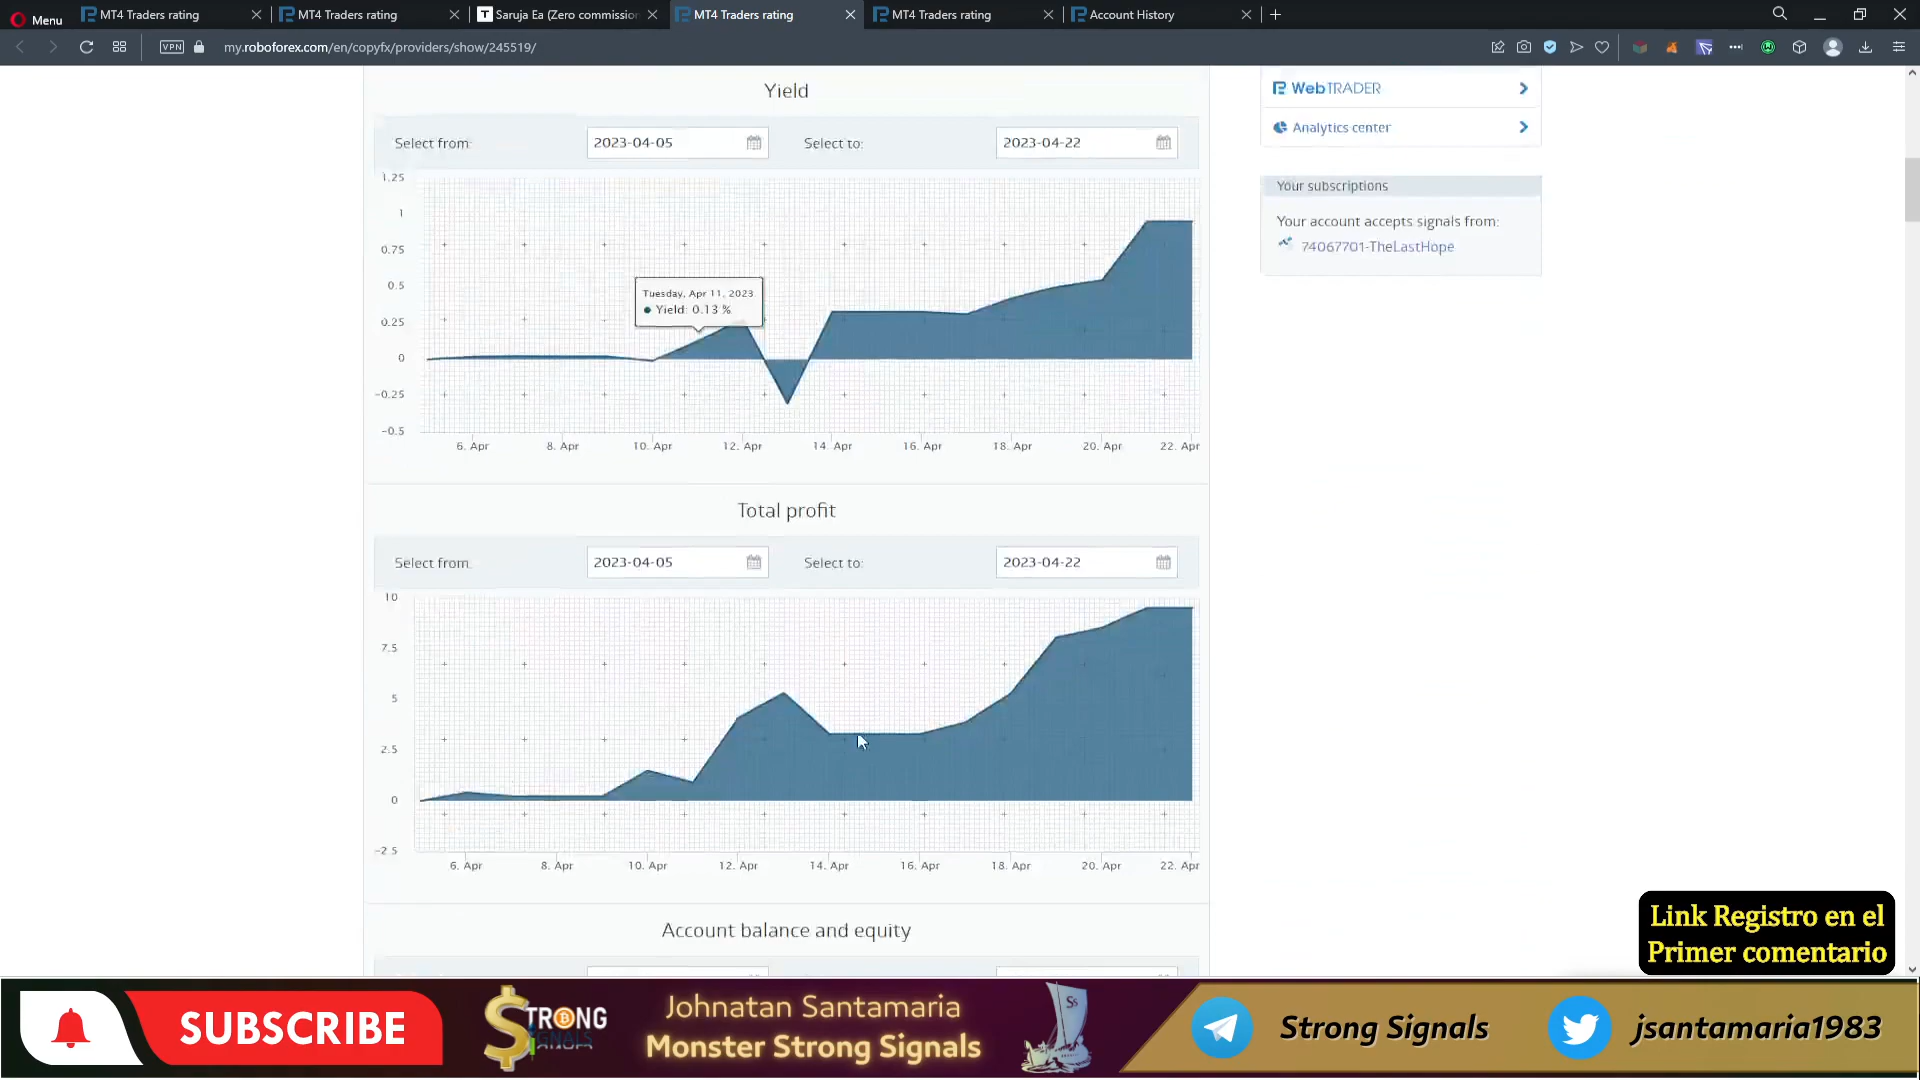 Menu
MT4 Traders rating
MT4 Traders rating
Saruja Ea (Zero commission
MT4 Traders rating
MT4 Traders rating
Account History
VPN
my.roboforex.com/en/copyfx/providers/show/245519/
Yield
Select from:
2023-04-05
Select to:
2023-04-22
1.25
1
0.75
0.5
0.25
0
-0.25
-0.5
Tuesday, Apr 11, 2023
Yield: 0.13 %
6. Apr
8. Apr
10. Apr
12. Apr
14. Apr
16. Apr
18. Apr
20. Apr
22. Apr
Total profit
Select from:
2023-04-05
Select to:
2023-04-22
10
7.5
5
2.5
0
-2.5
6. Apr
8. Apr
10. Apr
12. Apr
14. Apr
16. Apr
18. Apr
20. Apr
22. Apr
Account balance and equity
WebTRADER
Analytics center
Your subscriptions
Your account accepts signals from:
74067701-TheLastHope
Link Registro en el
Primer comentario
SUBSCRIBE
STRONG
SIGNALS
Johnatan Santamaria
Monster Strong Signals
Ss
Strong Signals
jsantamaria1983